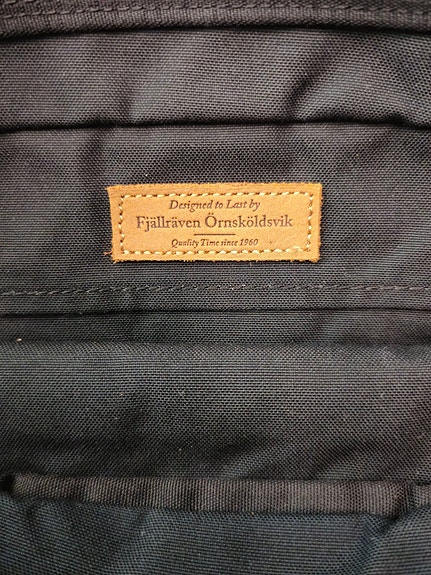 Designed to Last by
Fjällräven Örnsköldsvik
Quality Time since 1960